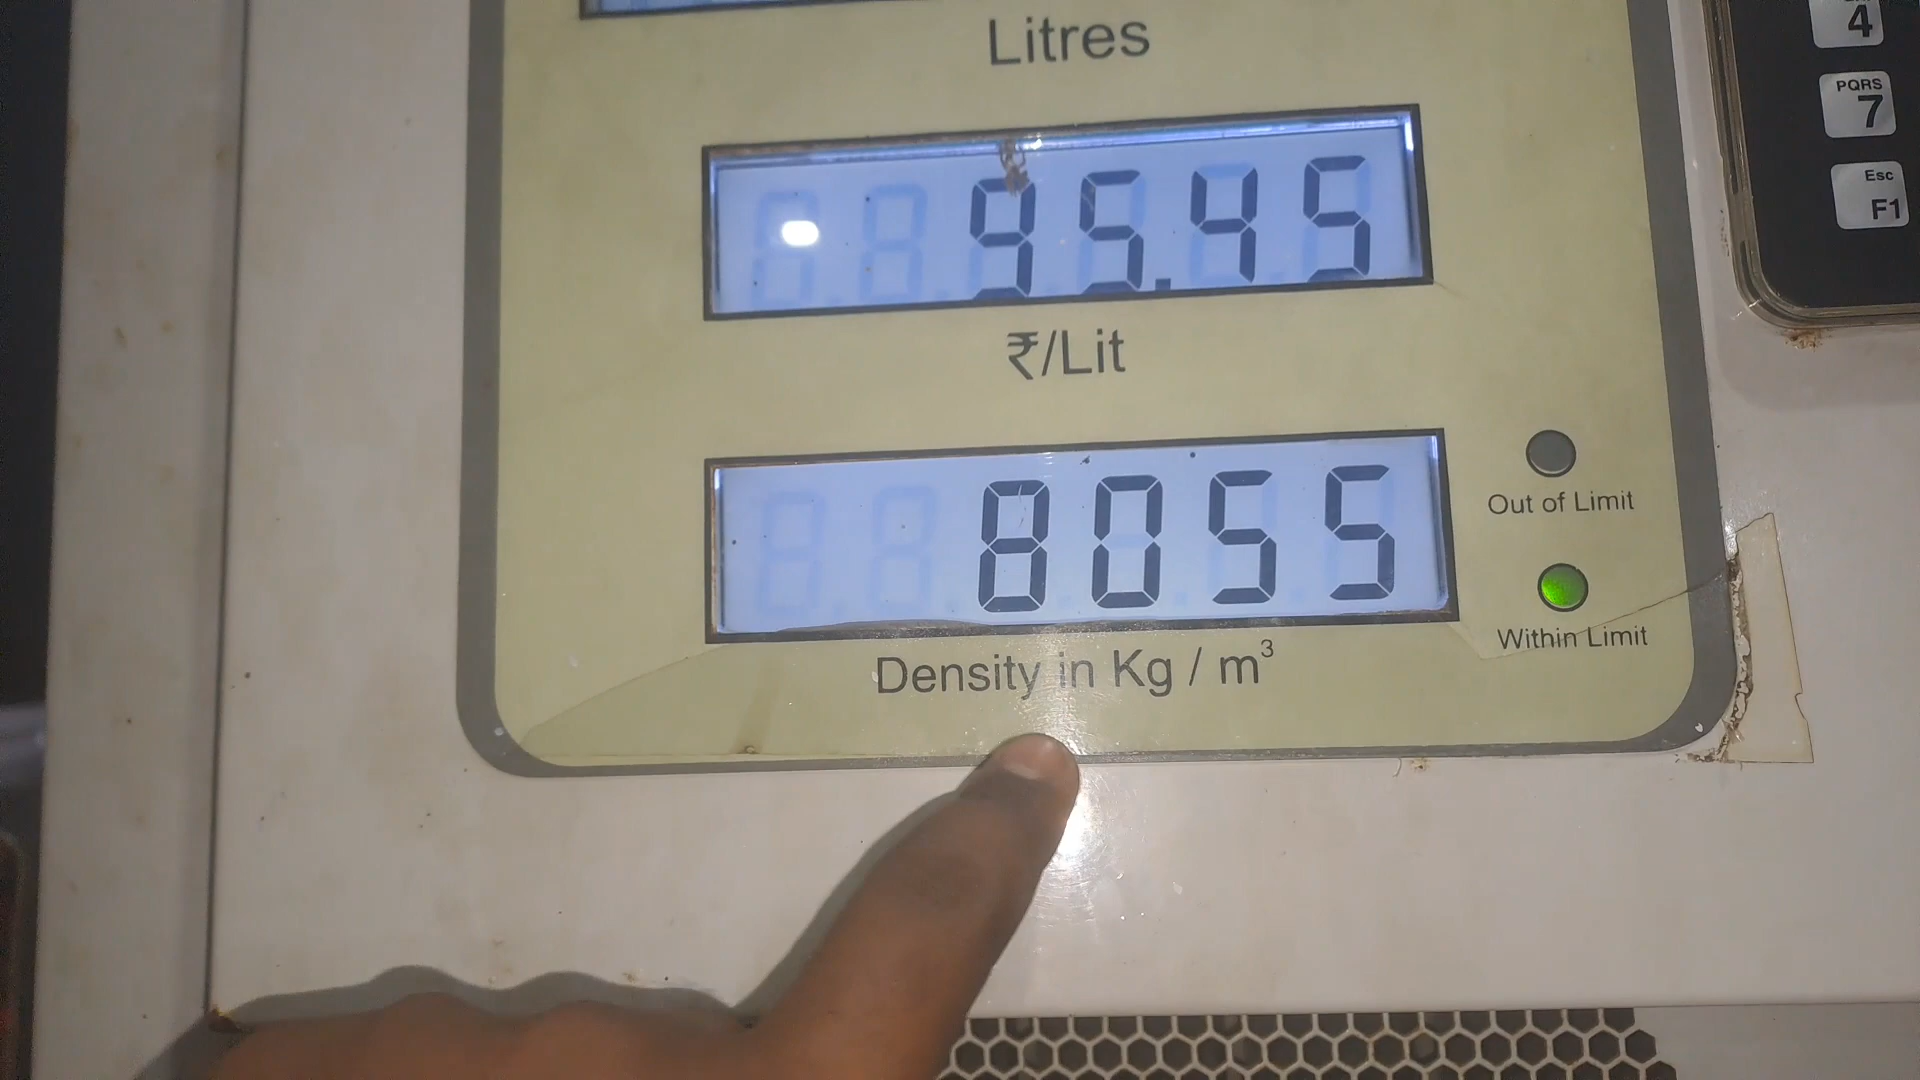 Litres
95.45
₹/Lit
8055
Density in Kg / m³
Out of Limit
Within Limit
4
PQRS
7
Esc
F1